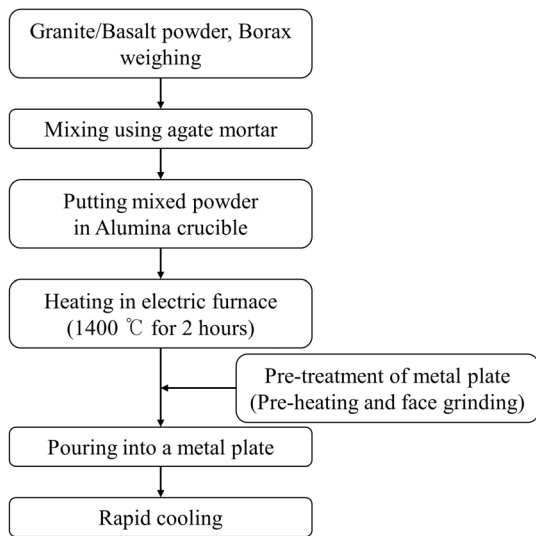 Granite/Basalt powder, Borax
weighing
Mixing using agate mortar
Putting mixed powder
in Alumina crucible
Heating in electric furnace
(1400 ℃ for 2 hours)
Pre-treatment of metal plate
(Pre-heating and face grinding)
Pouring into a metal plate
Rapid cooling